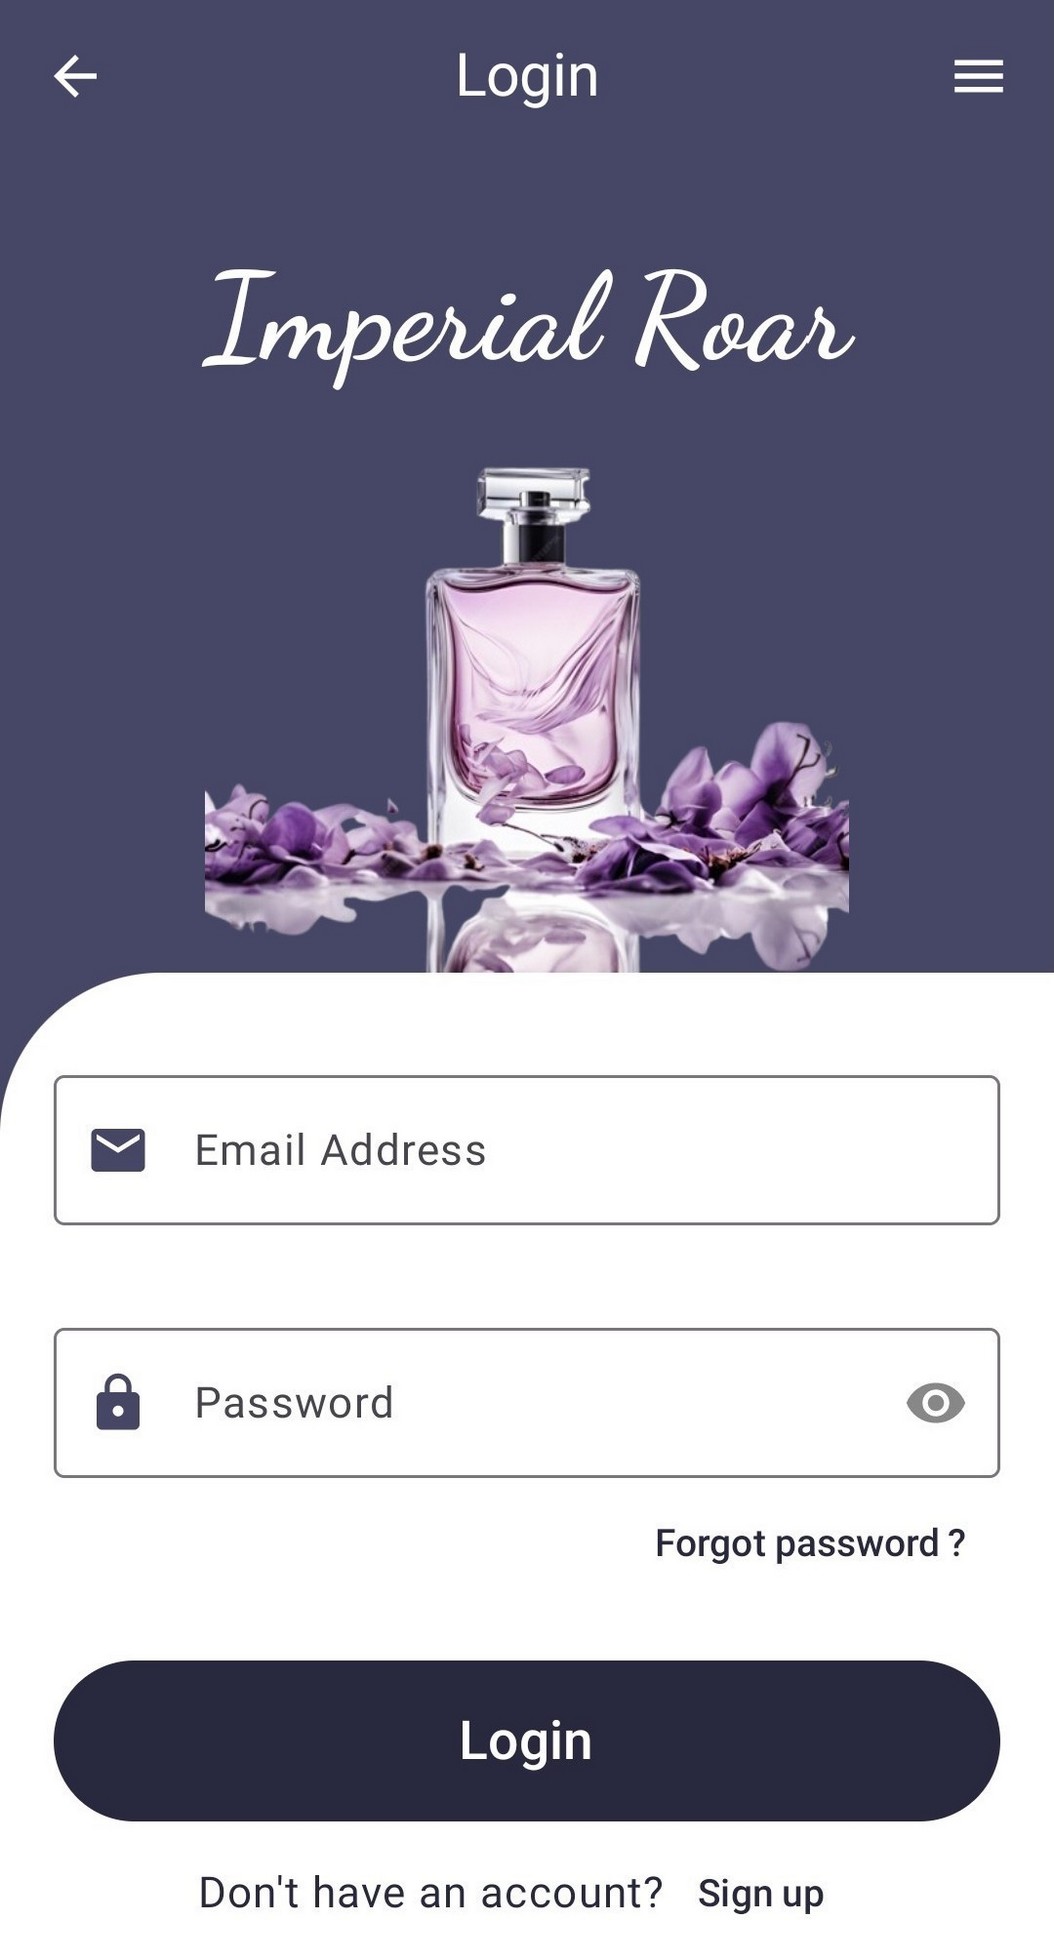 Login
Imperial Roar
Email Address
Password
Forgot password ?
Login
Don't have an account? Sign up